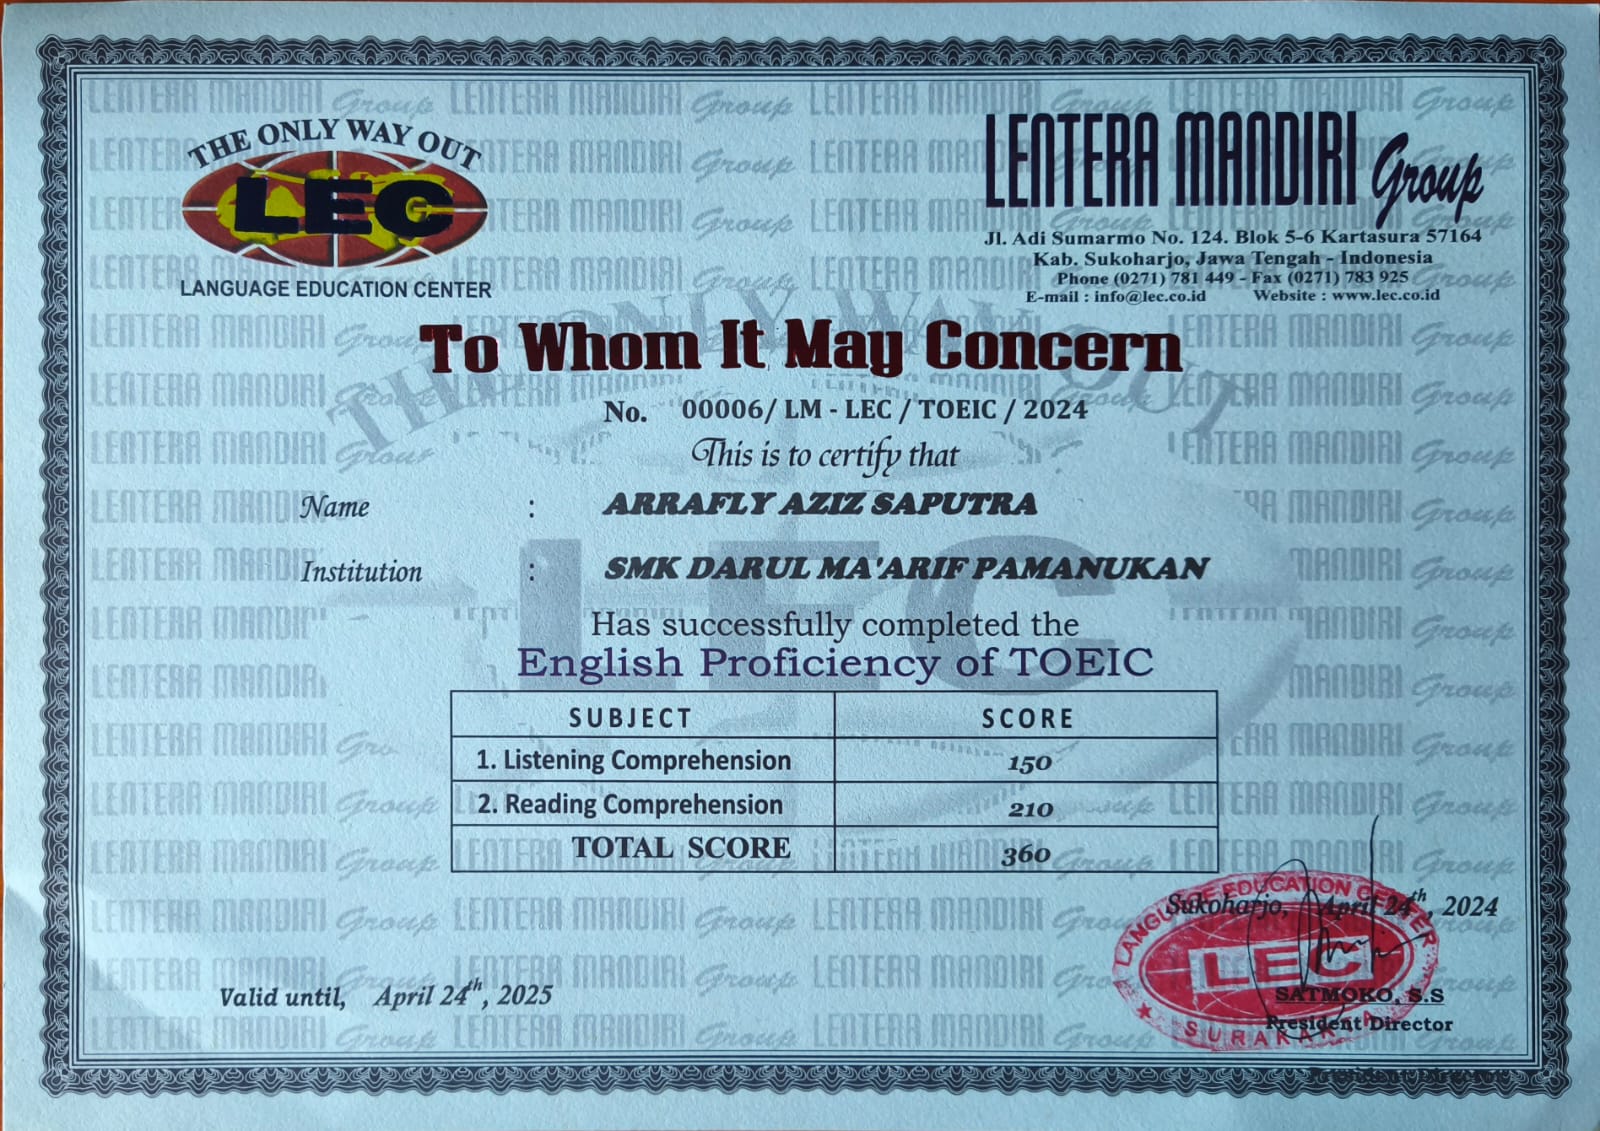 THE ONLY WAY OUT
LEC
LANGUAGE EDUCATION CENTER
LENTERA MANDIRI Group
Jl. Adi Sumarmo No. 124. Blok 5-6 Kartasura 57164
Kab. Sukoharjo, Jawa Tengah - Indonesia
Phone (0271) 781 449 - Fax (0271) 783 925
E-mail : info@lec.co.id Website : www.lec.co.id
To Whom It May Concern
No. 00006/ LM - LEC / TOEIC / 2024
This is to certify that
Name : ARRAFLY AZIZ SAPUTRA
Institution : SMK DARUL MA'ARIF PAMANUKAN
Has successfully completed the
English Proficiency of TOEIC
SUBJECT SCORE
1. Listening Comprehension 150
2. Reading Comprehension 210
TOTAL SCORE 360
Sukoharjo, April 24th, 2024
LANGUAGE EDUCATION CENTER
LEC
SURAKARTA
Valid until, April 24th, 2025
SATMOKO, S.S
President Director